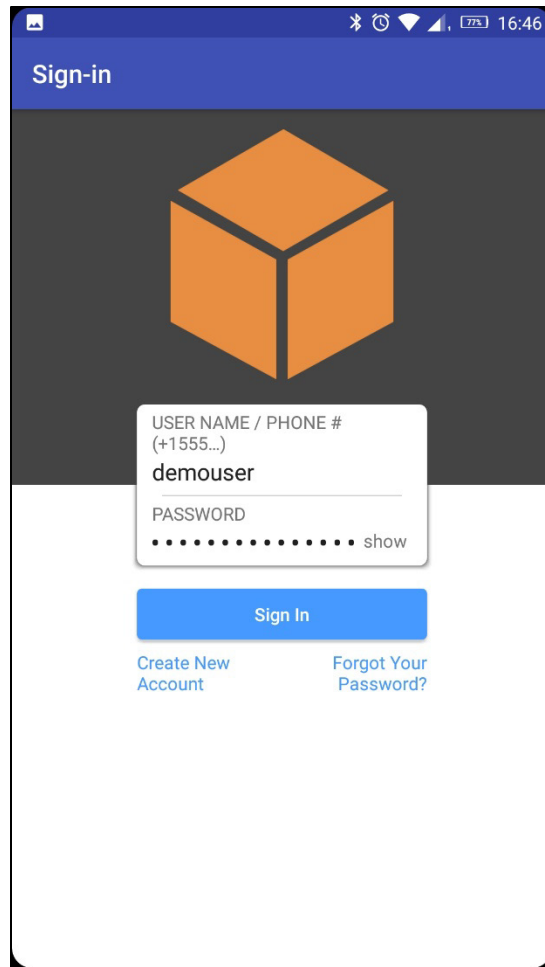 77% 16:46
Sign-in
USER NAME / PHONE #
(+1555...)
demouser
PASSWORD
••••••••••••••• show
Sign In
Create New Forgot Your
Account Password?